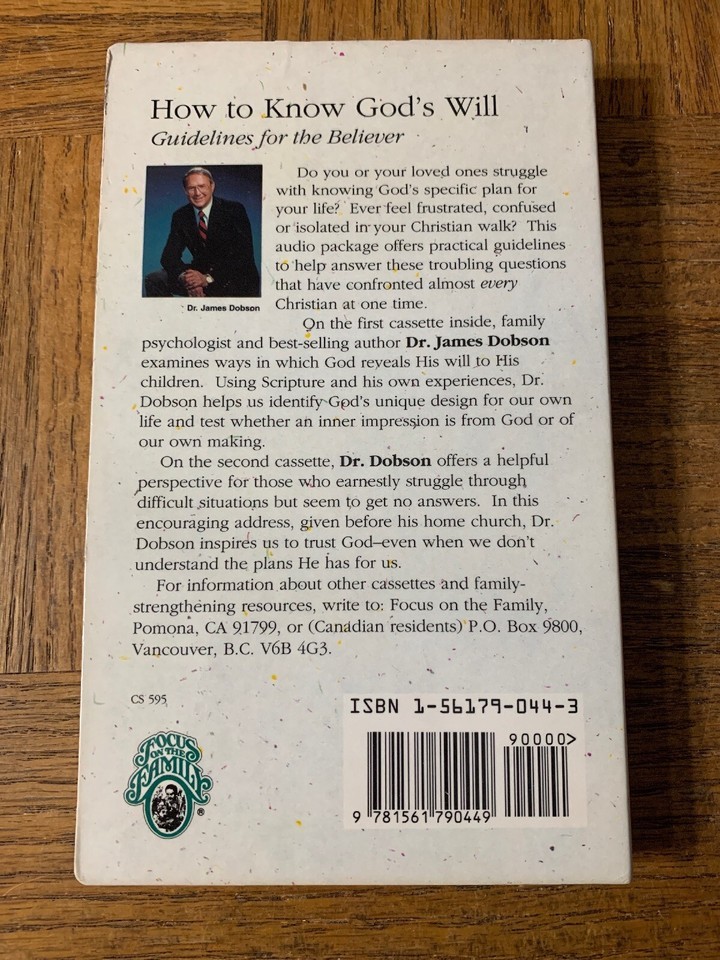 How to Know God's Will
Guidelines for the Believer
Do you or your loved ones struggle
with knowing God's specific plan for
your life? Ever feel frustrated, confused
or isolated in your Christian walk? This
audio package offers practical guidelines
to help answer these troubling questions
that have confronted almost every
Christian at one time.
Dr. James Dobson
On the first cassette inside, family
psychologist and best-selling author Dr. James Dobson
examines ways in which God reveals His will to His
children. Using Scripture and his own experiences, Dr.
Dobson helps us identify God's unique design for our own
life and test whether an inner impression is from God or of
our own making.
On the second cassette, Dr. Dobson offers a helpful
perspective for those who earnestly struggle through
difficult situations but seem to get no answers. In this
encouraging address, given before his home church, Dr.
Dobson inspires us to trust God–even when we don't
understand the plans He has for us.
For information about other cassettes and family-
strengthening resources, write to: Focus on the Family,
Pomona, CA 91799, or (Canadian residents) P.O. Box 9800,
Vancouver, B.C. V6B 4G3.
CS 595
ISBN 1-56179-044-3
90000>
9 781561 790449
FOCUS
ON THE
FAMILY
®